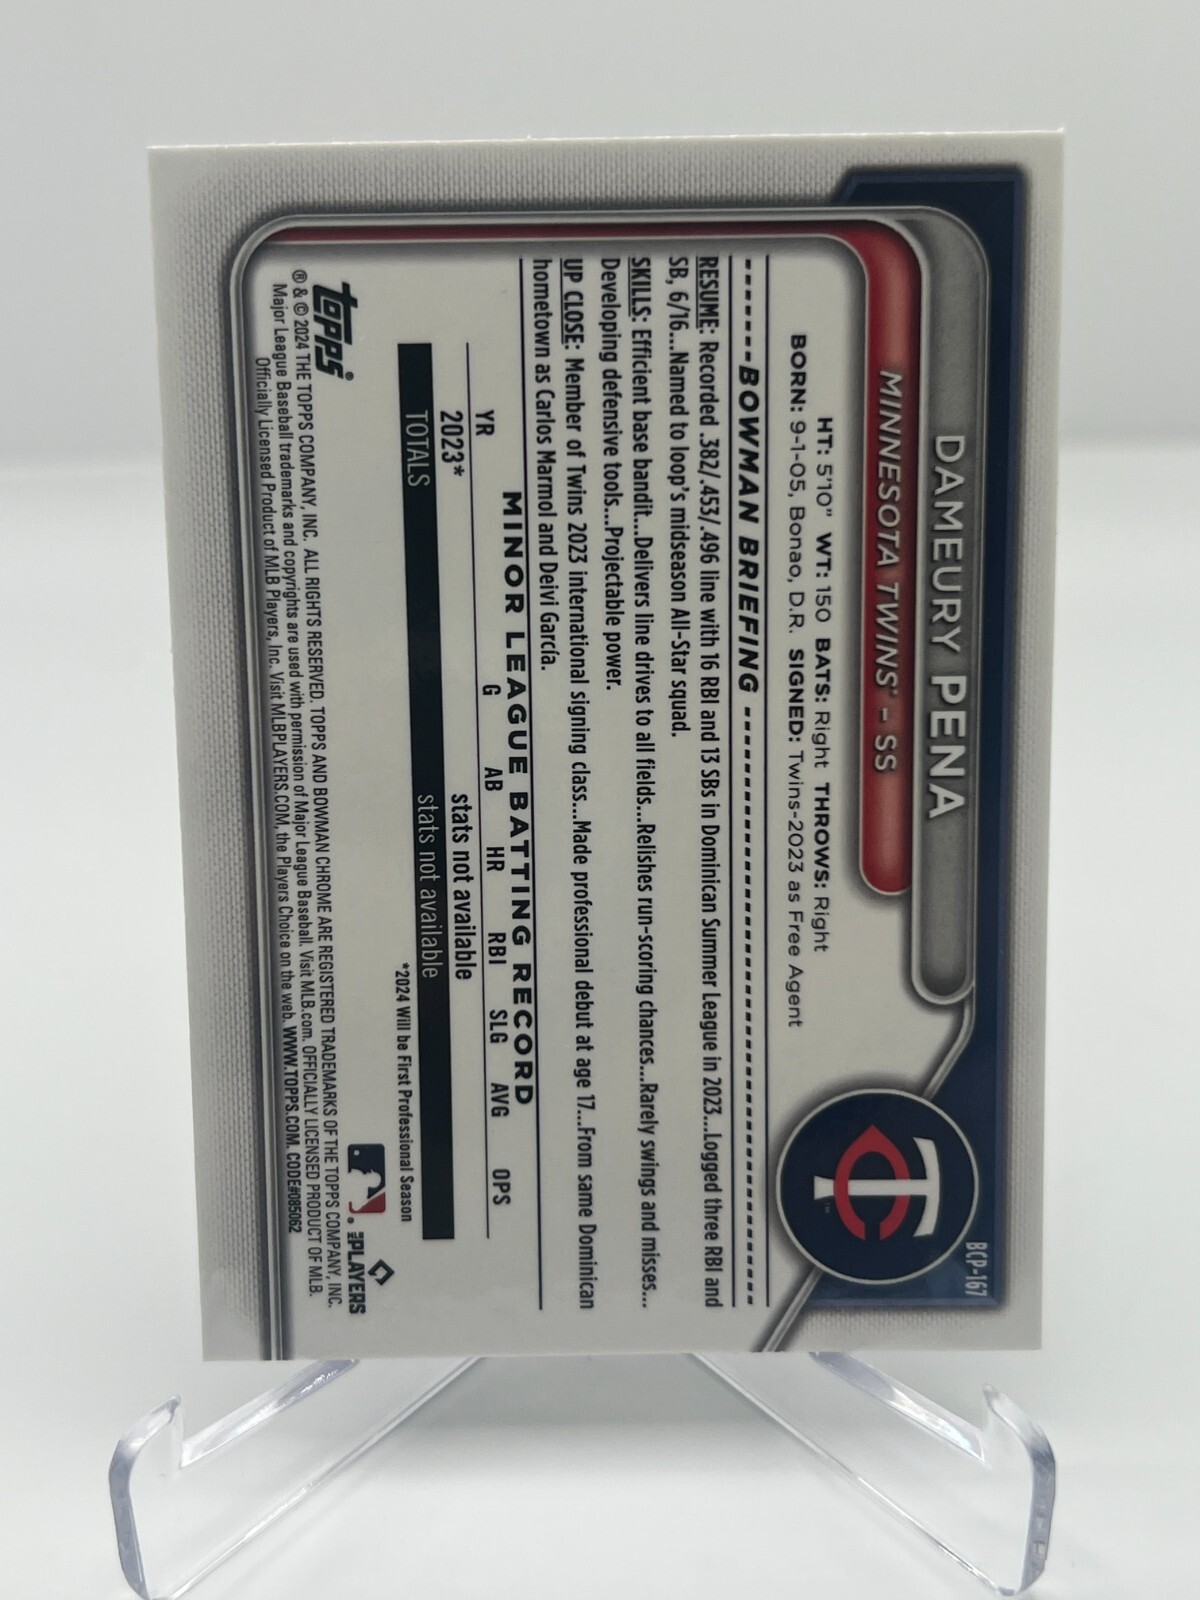 BCP-167
DAMEURY PENA
MINNESOTA TWINS® - SS
TC
™
HT: 5'10" WT: 150 BATS: Right THROWS: Right
BORN: 9-1-05, Bonao, D.R. SIGNED: Twins-2023 as Free Agent
-----BOWMAN BRIEFING-----
RESUME: Recorded .382/.453/.496 line with 16 RBI and 13 SBs in Dominican Summer League in 2023...Logged three RBI and
SB, 6/16...Named to loop's midseason All-Star squad.
SKILLS: Efficient base bandit...Delivers line drives to all fields...Relishes run-scoring chances...Rarely swings and misses...
Developing defensive tools...Projectable power.
UP CLOSE: Member of Twins 2023 international signing class...Made professional debut at age 17...From same Dominican
hometown as Carlos Marmol and Deivi García.
MINOR LEAGUE BATTING RECORD
YR G AB HR RBI SLG AVG OPS
2023* stats not available
TOTALS stats not available
*2024 Will be First Professional Season
topps®
MLB PLAYERS
® & © 2024 THE TOPPS COMPANY, INC. ALL RIGHTS RESERVED. TOPPS AND BOWMAN CHROME ARE REGISTERED TRADEMARKS OF THE TOPPS COMPANY, INC.
Major League Baseball trademarks and copyrights are used with permission of Major League Baseball. Visit MLB.com. OFFICIALLY LICENSED PRODUCT OF MLB.
Officially Licensed Product of MLB Players, Inc. Visit MLBPLAYERS.COM, the Players Choice on the web. WWW.TOPPS.COM. CODE#085062